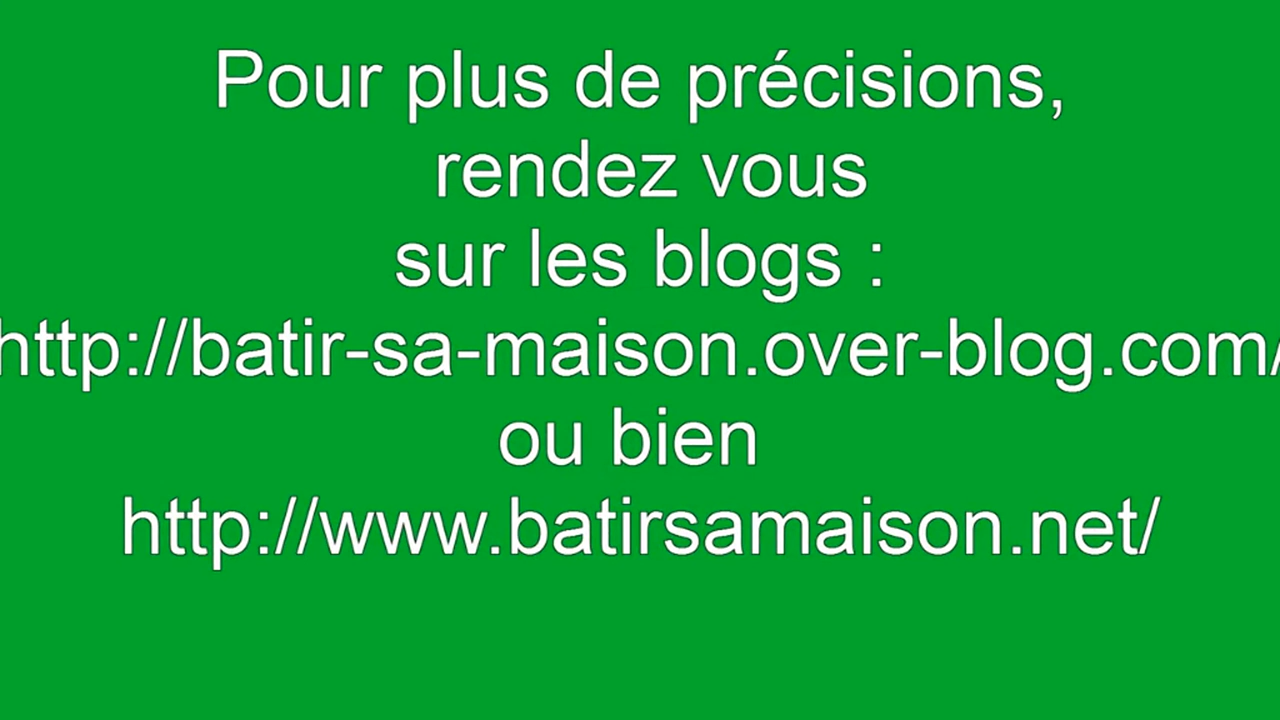 Pour plus de précisions,
rendez vous
sur les blogs :
http://batir-sa-maison.over-blog.com/
ou bien
http://www.batirsamaison.net/